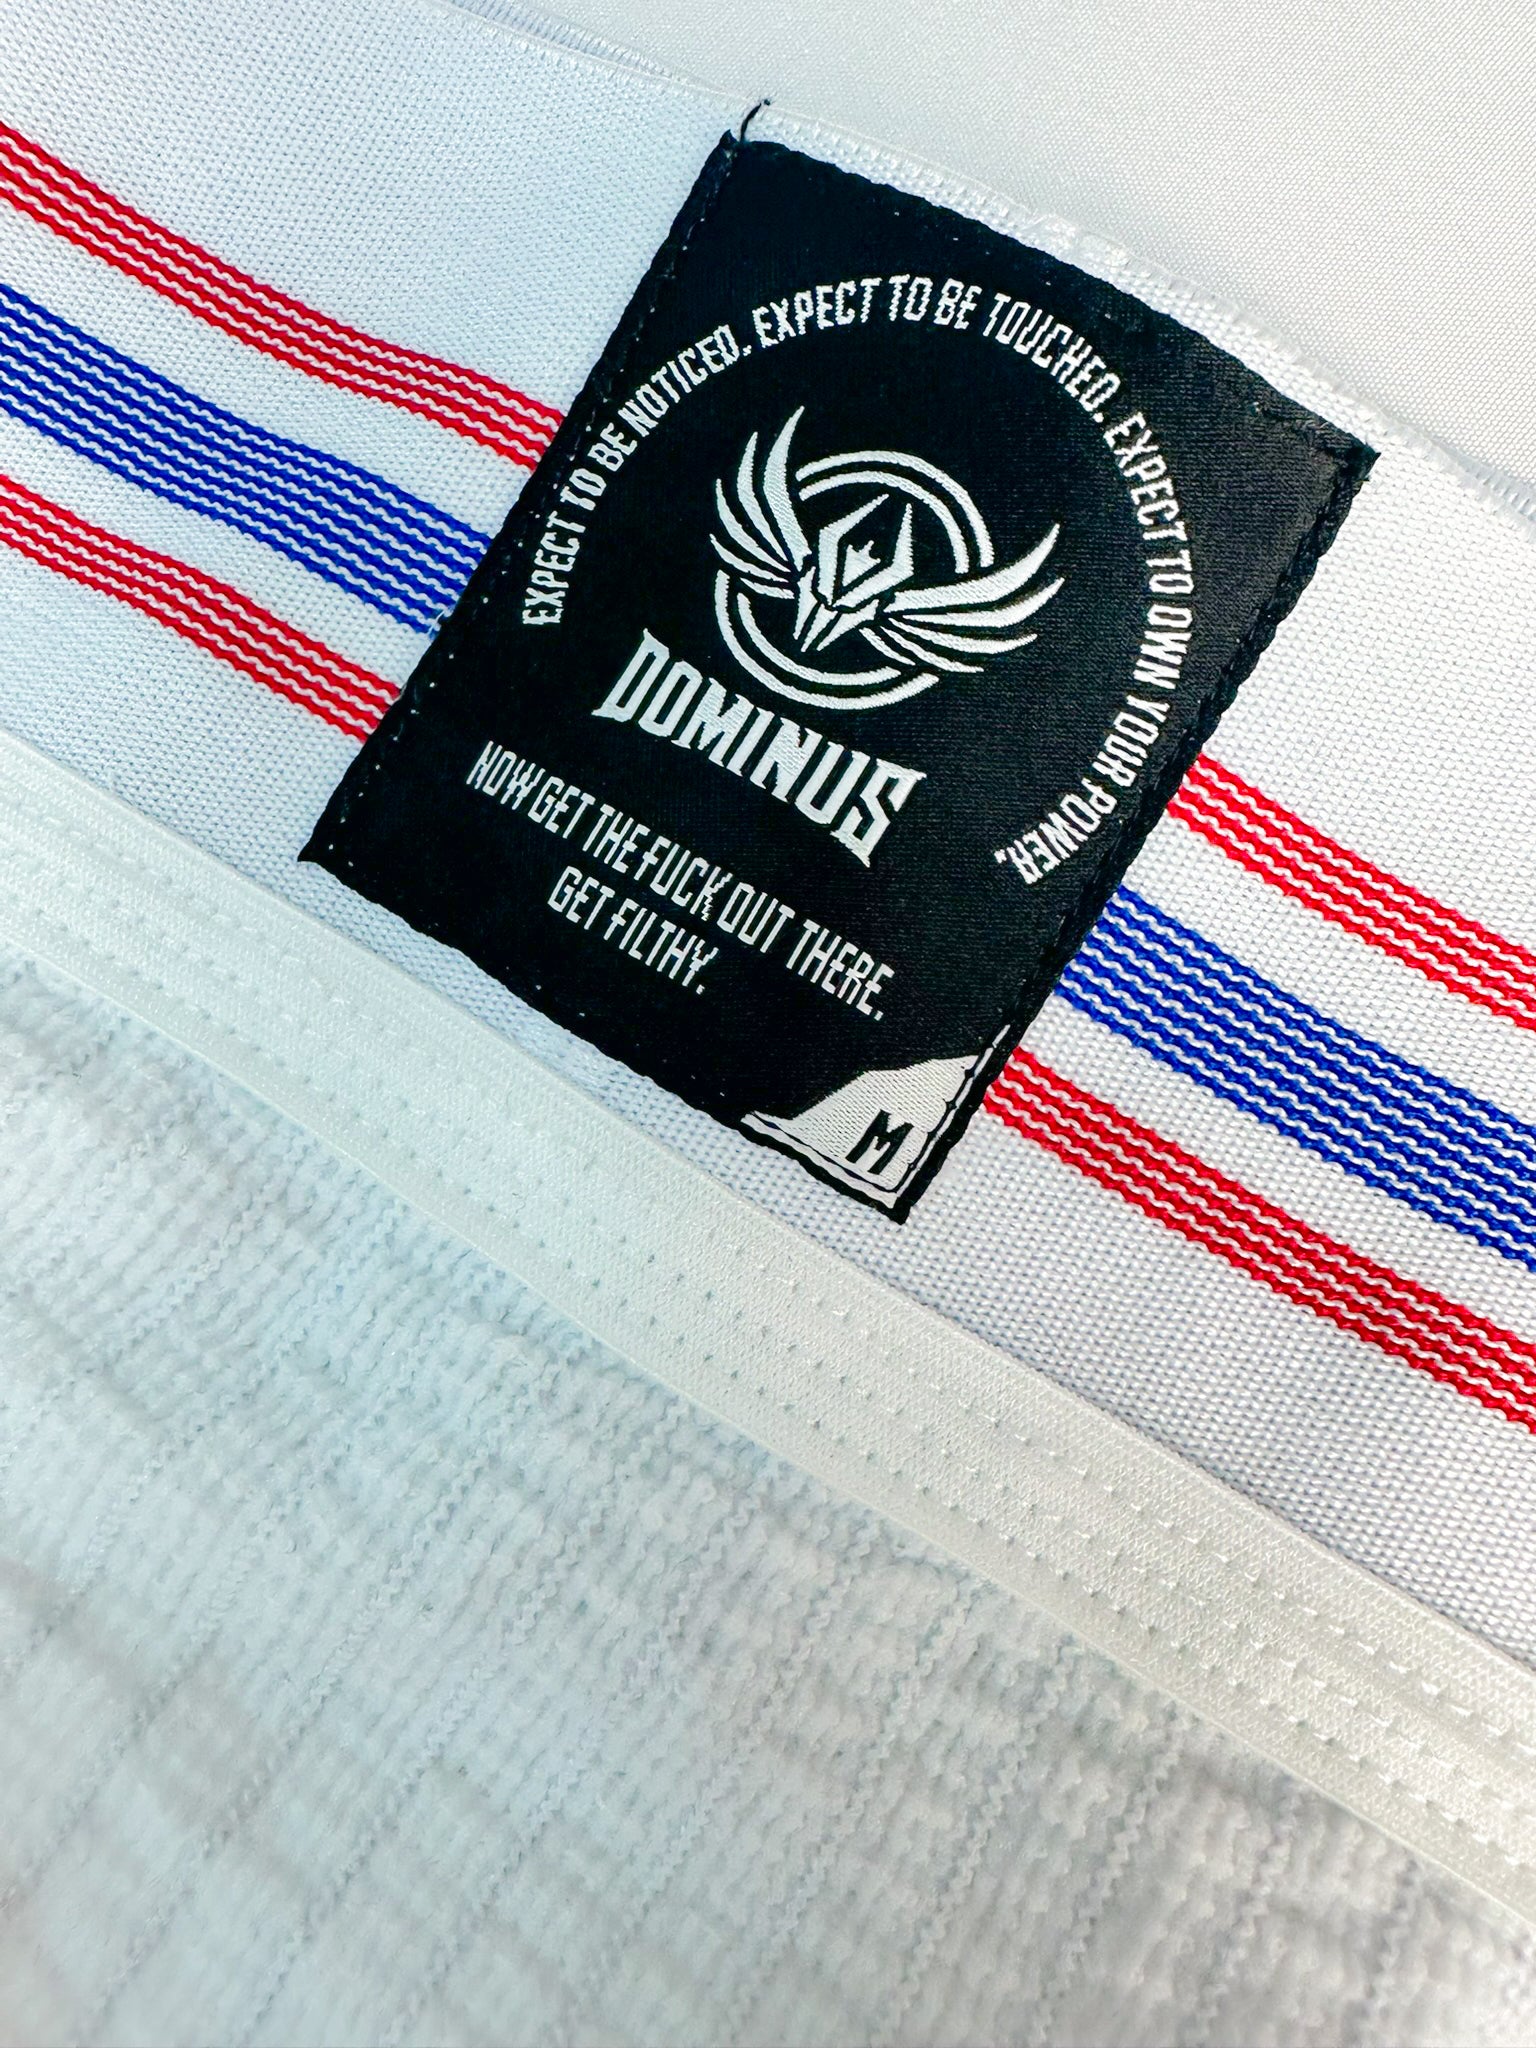 EXPECT TO BE NOTICED. EXPECT TO BE TOUCHED. EXPECT TO OWN YOUR POWER.
DOMINUS
NOW GET THE FUCK OUT THERE.
GET FILTHY.
M